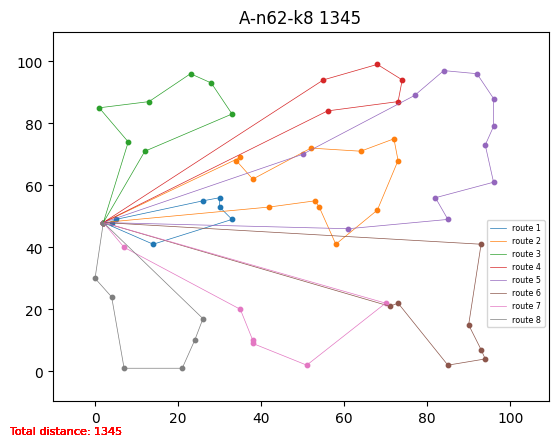 A-n62-k8 1345
100
80
60
40
20
0
0 20 40 60 80 100
route 1
route 2
route 3
route 4
route 5
route 6
route 7
route 8
Total distance: 1345